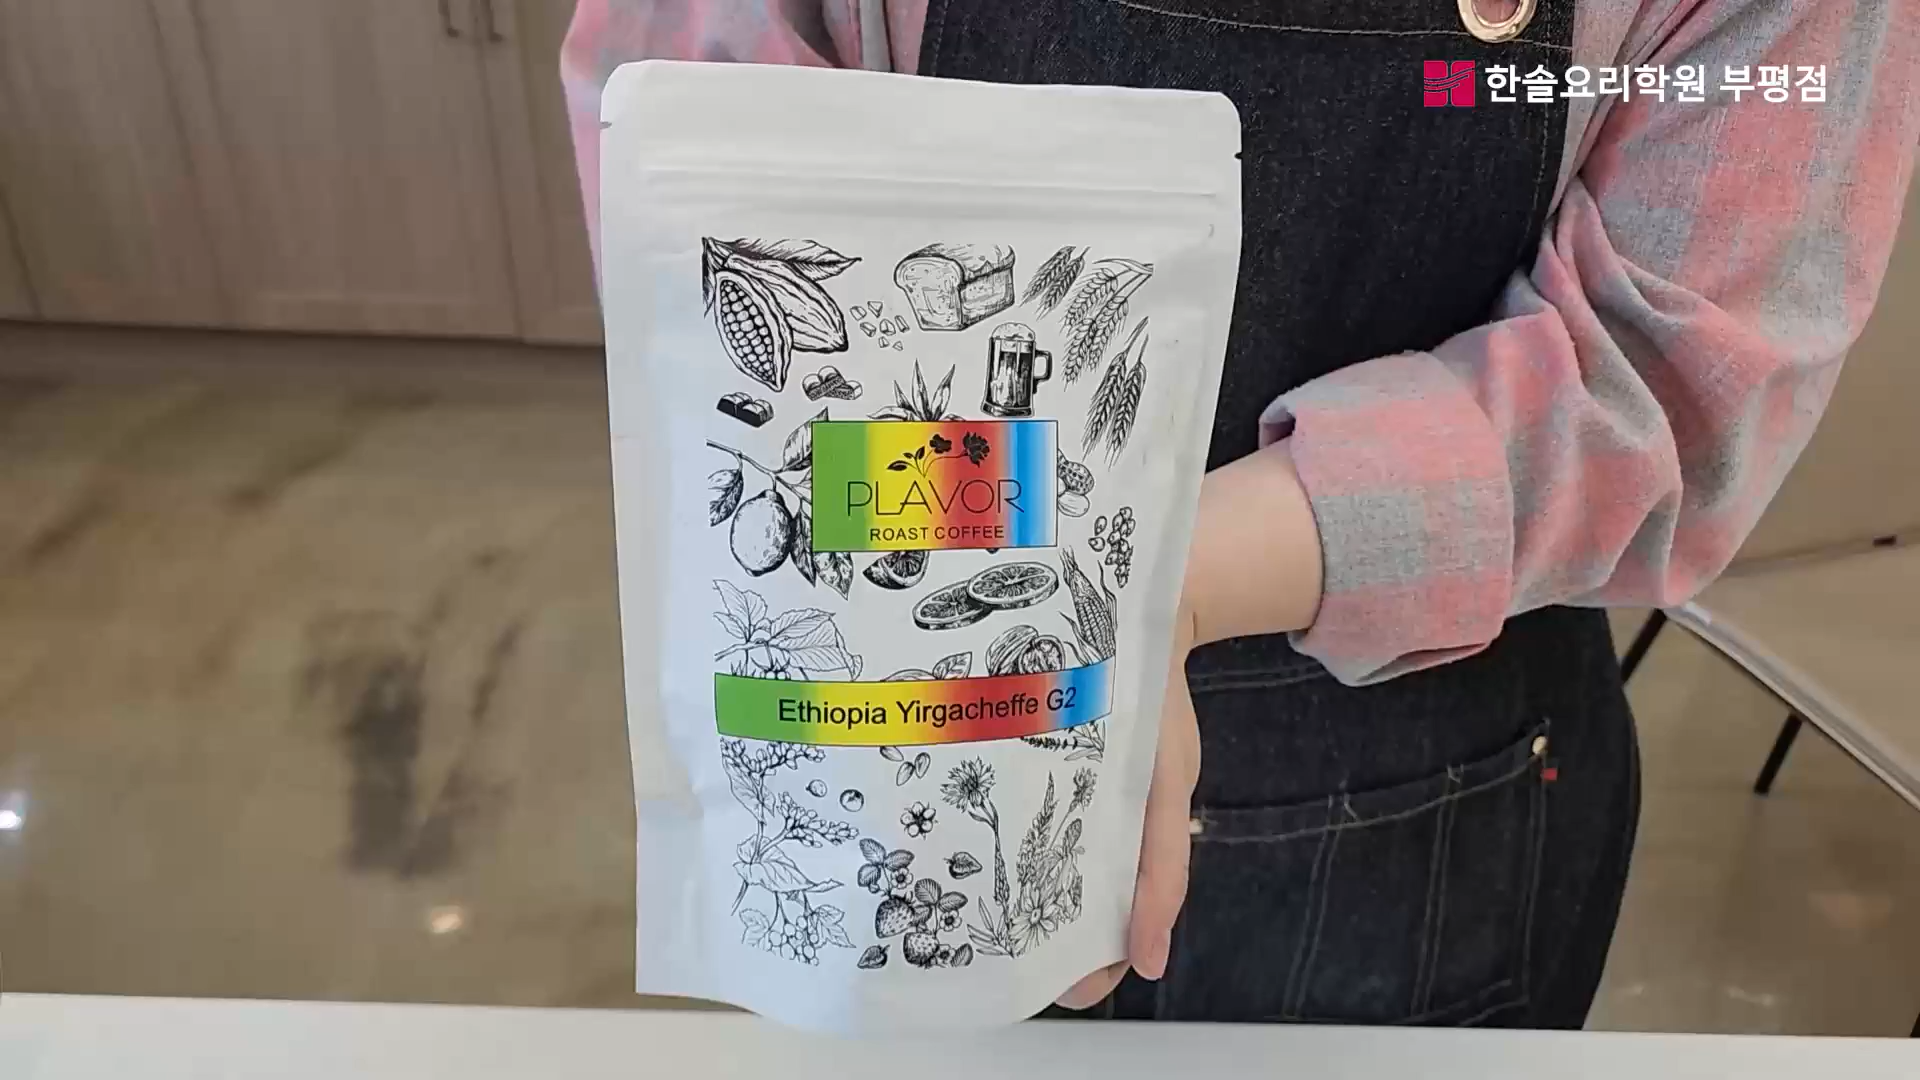 한솔요리학원 부평점
PLAVOR
ROAST COFFEE
Ethiopia Yirgacheffe G2